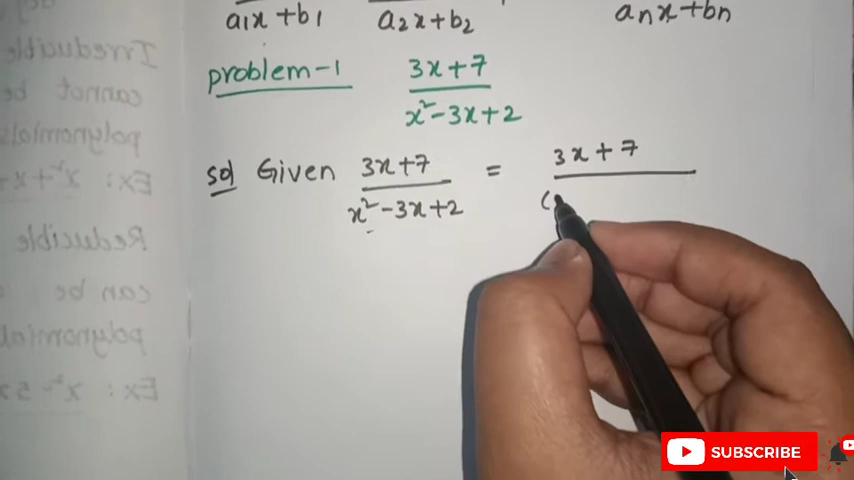 a₁x+b₁ a₂x+b₂ aₙx+bₙ
problem-1 3x+7
x²-3x+2
sol Given 3x+7 = 3x+7
x²-3x+2 (
Irreducible
cannot be
polynomials
Ex: x²+x+
Reducible
can be
polynomial
Ex: x²-5x
SUBSCRIBE